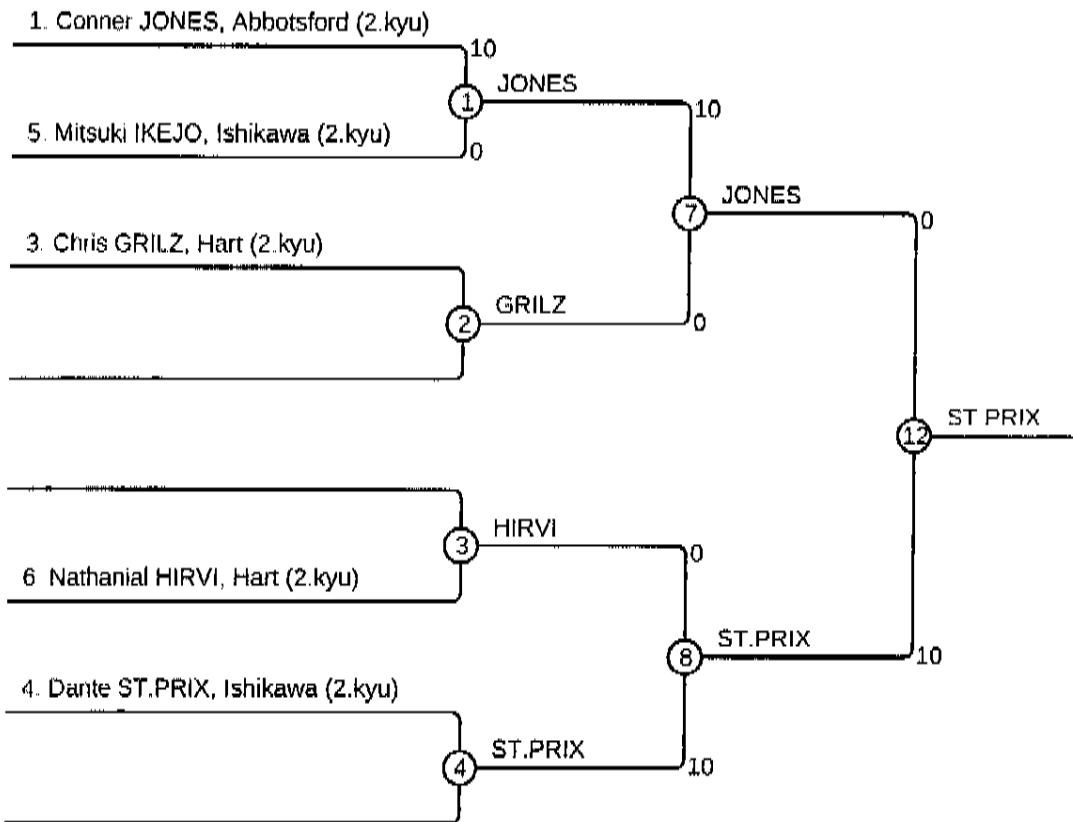 1. Conner JONES, Abbotsford (2.kyu)
10
JONES
1
10
5. Mitsuki IKEJO, Ishikawa (2.kyu)
0
JONES
7
0
3. Chris GRILZ, Hart (2.kyu)
GRILZ
2
0
ST PRIX
12
HIRVI
3
0
6 Nathanial HIRVI, Hart (2.kyu)
ST.PRIX
8
10
4. Dante ST.PRIX, Ishikawa (2.kyu)
ST.PRIX
4
10